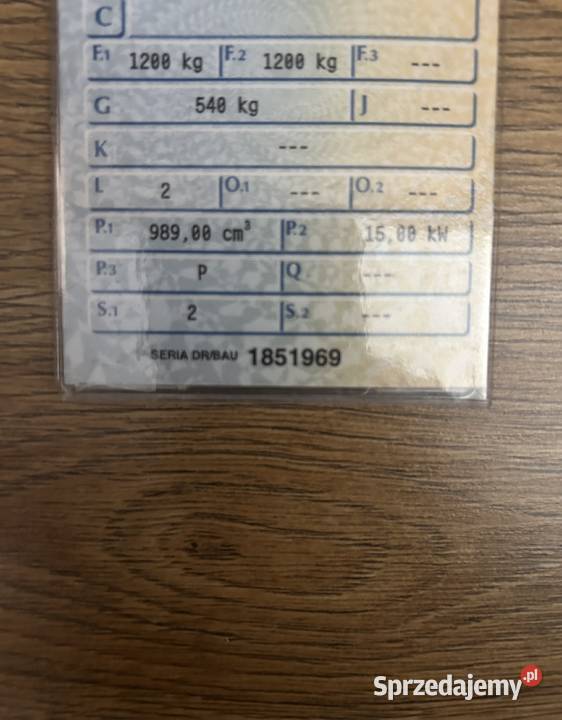 C
F.1 1200 kg F.2 1200 kg F.3 ---
G 540 kg J ---
K ---
L 2 O.1 --- O.2 ---
P.1 989,00 cm³ P.2 15,00 kW
P.3 P Q ---
S.1 2 S.2 ---
SERIA DR/BAU 1851969
Sprzedajemy.pl